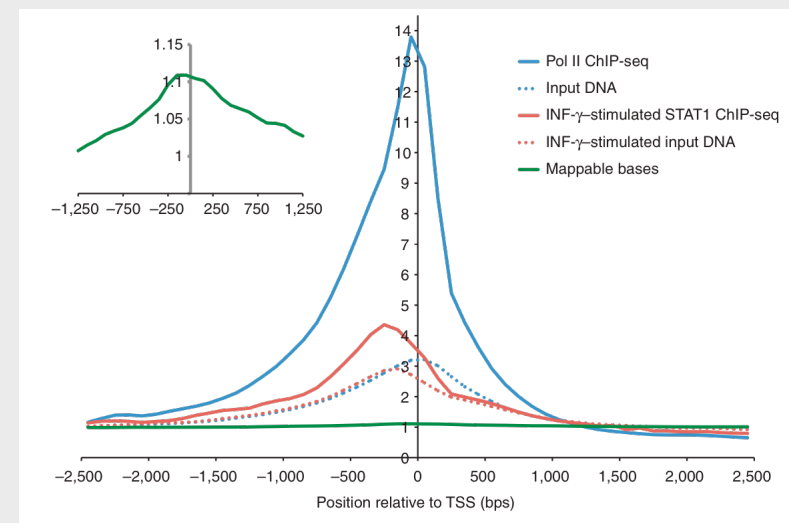 1.15
1.1
1.05
1
−1,250 −750 −250 250 750 1,250
14
13
12
11
10
9
8
7
6
5
4
3
2
1
0
Pol II ChIP-seq
Input DNA
INF-γ–stimulated STAT1 ChIP-seq
INF-γ–stimulated input DNA
Mappable bases
−2,500 −2,000 −1,500 −1,000 −500 0 500 1,000 1,500 2,000 2,500
Position relative to TSS (bps)